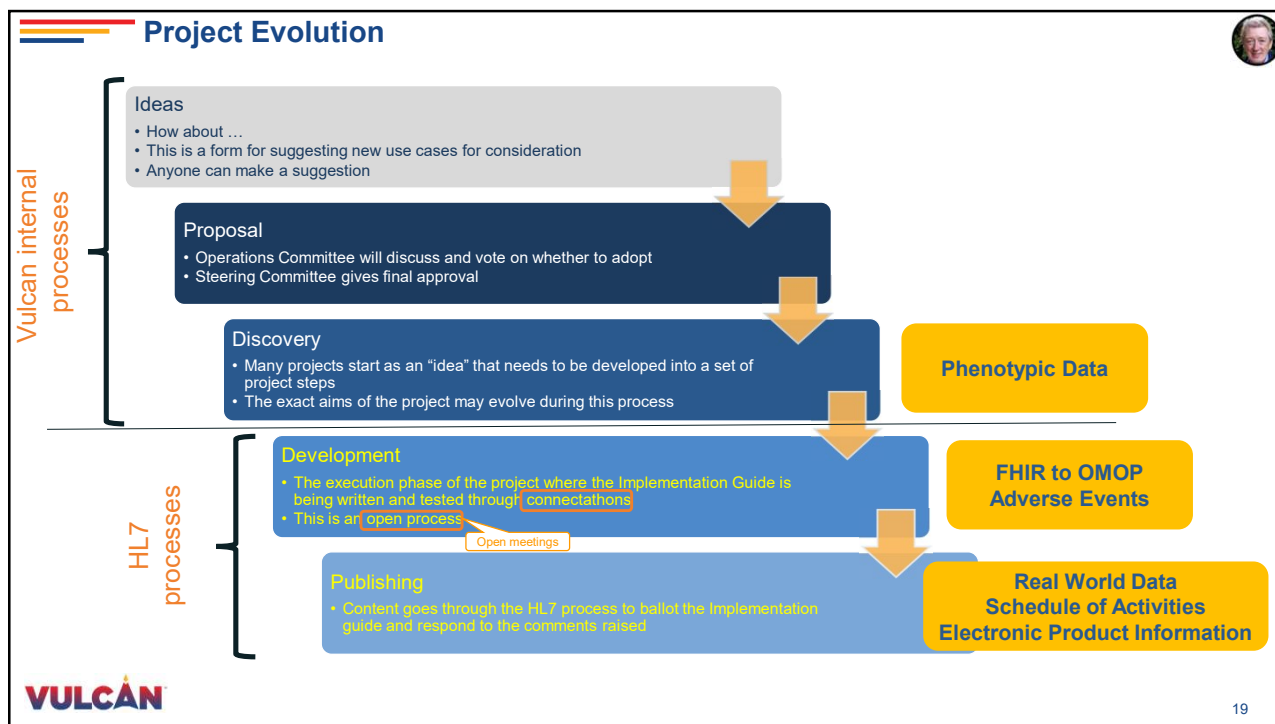 Project Evolution
Vulcan internal
processes
Ideas
• How about …
• This is a form for suggesting new use cases for consideration
• Anyone can make a suggestion
Proposal
• Operations Committee will discuss and vote on whether to adopt
• Steering Committee gives final approval
Discovery
• Many projects start as an “idea” that needs to be developed into a set of
project steps
• The exact aims of the project may evolve during this process
Phenotypic Data
HL7
processes
Development
• The execution phase of the project where the Implementation Guide is
being written and tested through connectathons
• This is an open process
Open meetings
FHIR to OMOP
Adverse Events
Publishing
• Content goes through the HL7 process to ballot the Implementation
guide and respond to the comments raised
Real World Data
Schedule of Activities
Electronic Product Information
VULCAN
19